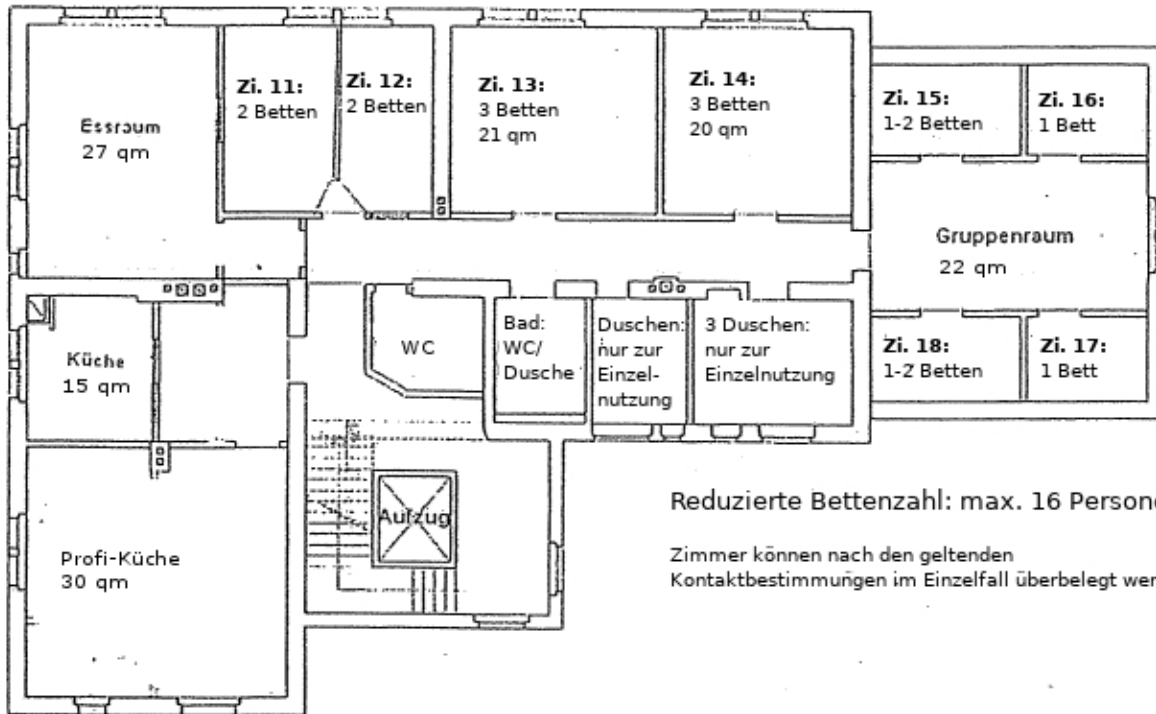 Essraum
27 qm
Zi. 11:
2 Betten
Zi. 12:
2 Betten
Zi. 13:
3 Betten
21 qm
Zi. 14:
3 Betten
20 qm
Zi. 15:
1-2 Betten
Zi. 16:
1 Bett
Gruppenraum
22 qm
Küche
15 qm
WC
Bad:
WC/
Dusche
Duschen:
nur zur
Einzel-
nutzung
3 Duschen:
nur zur
Einzelnutzung
Zi. 18:
1-2 Betten
Zi. 17:
1 Bett
Aufzug
Profi-Küche
30 qm
Reduzierte Bettenzahl: max. 16 Persone
Zimmer können nach den geltenden
Kontaktbestimmungen im Einzelfall überbelegt wer